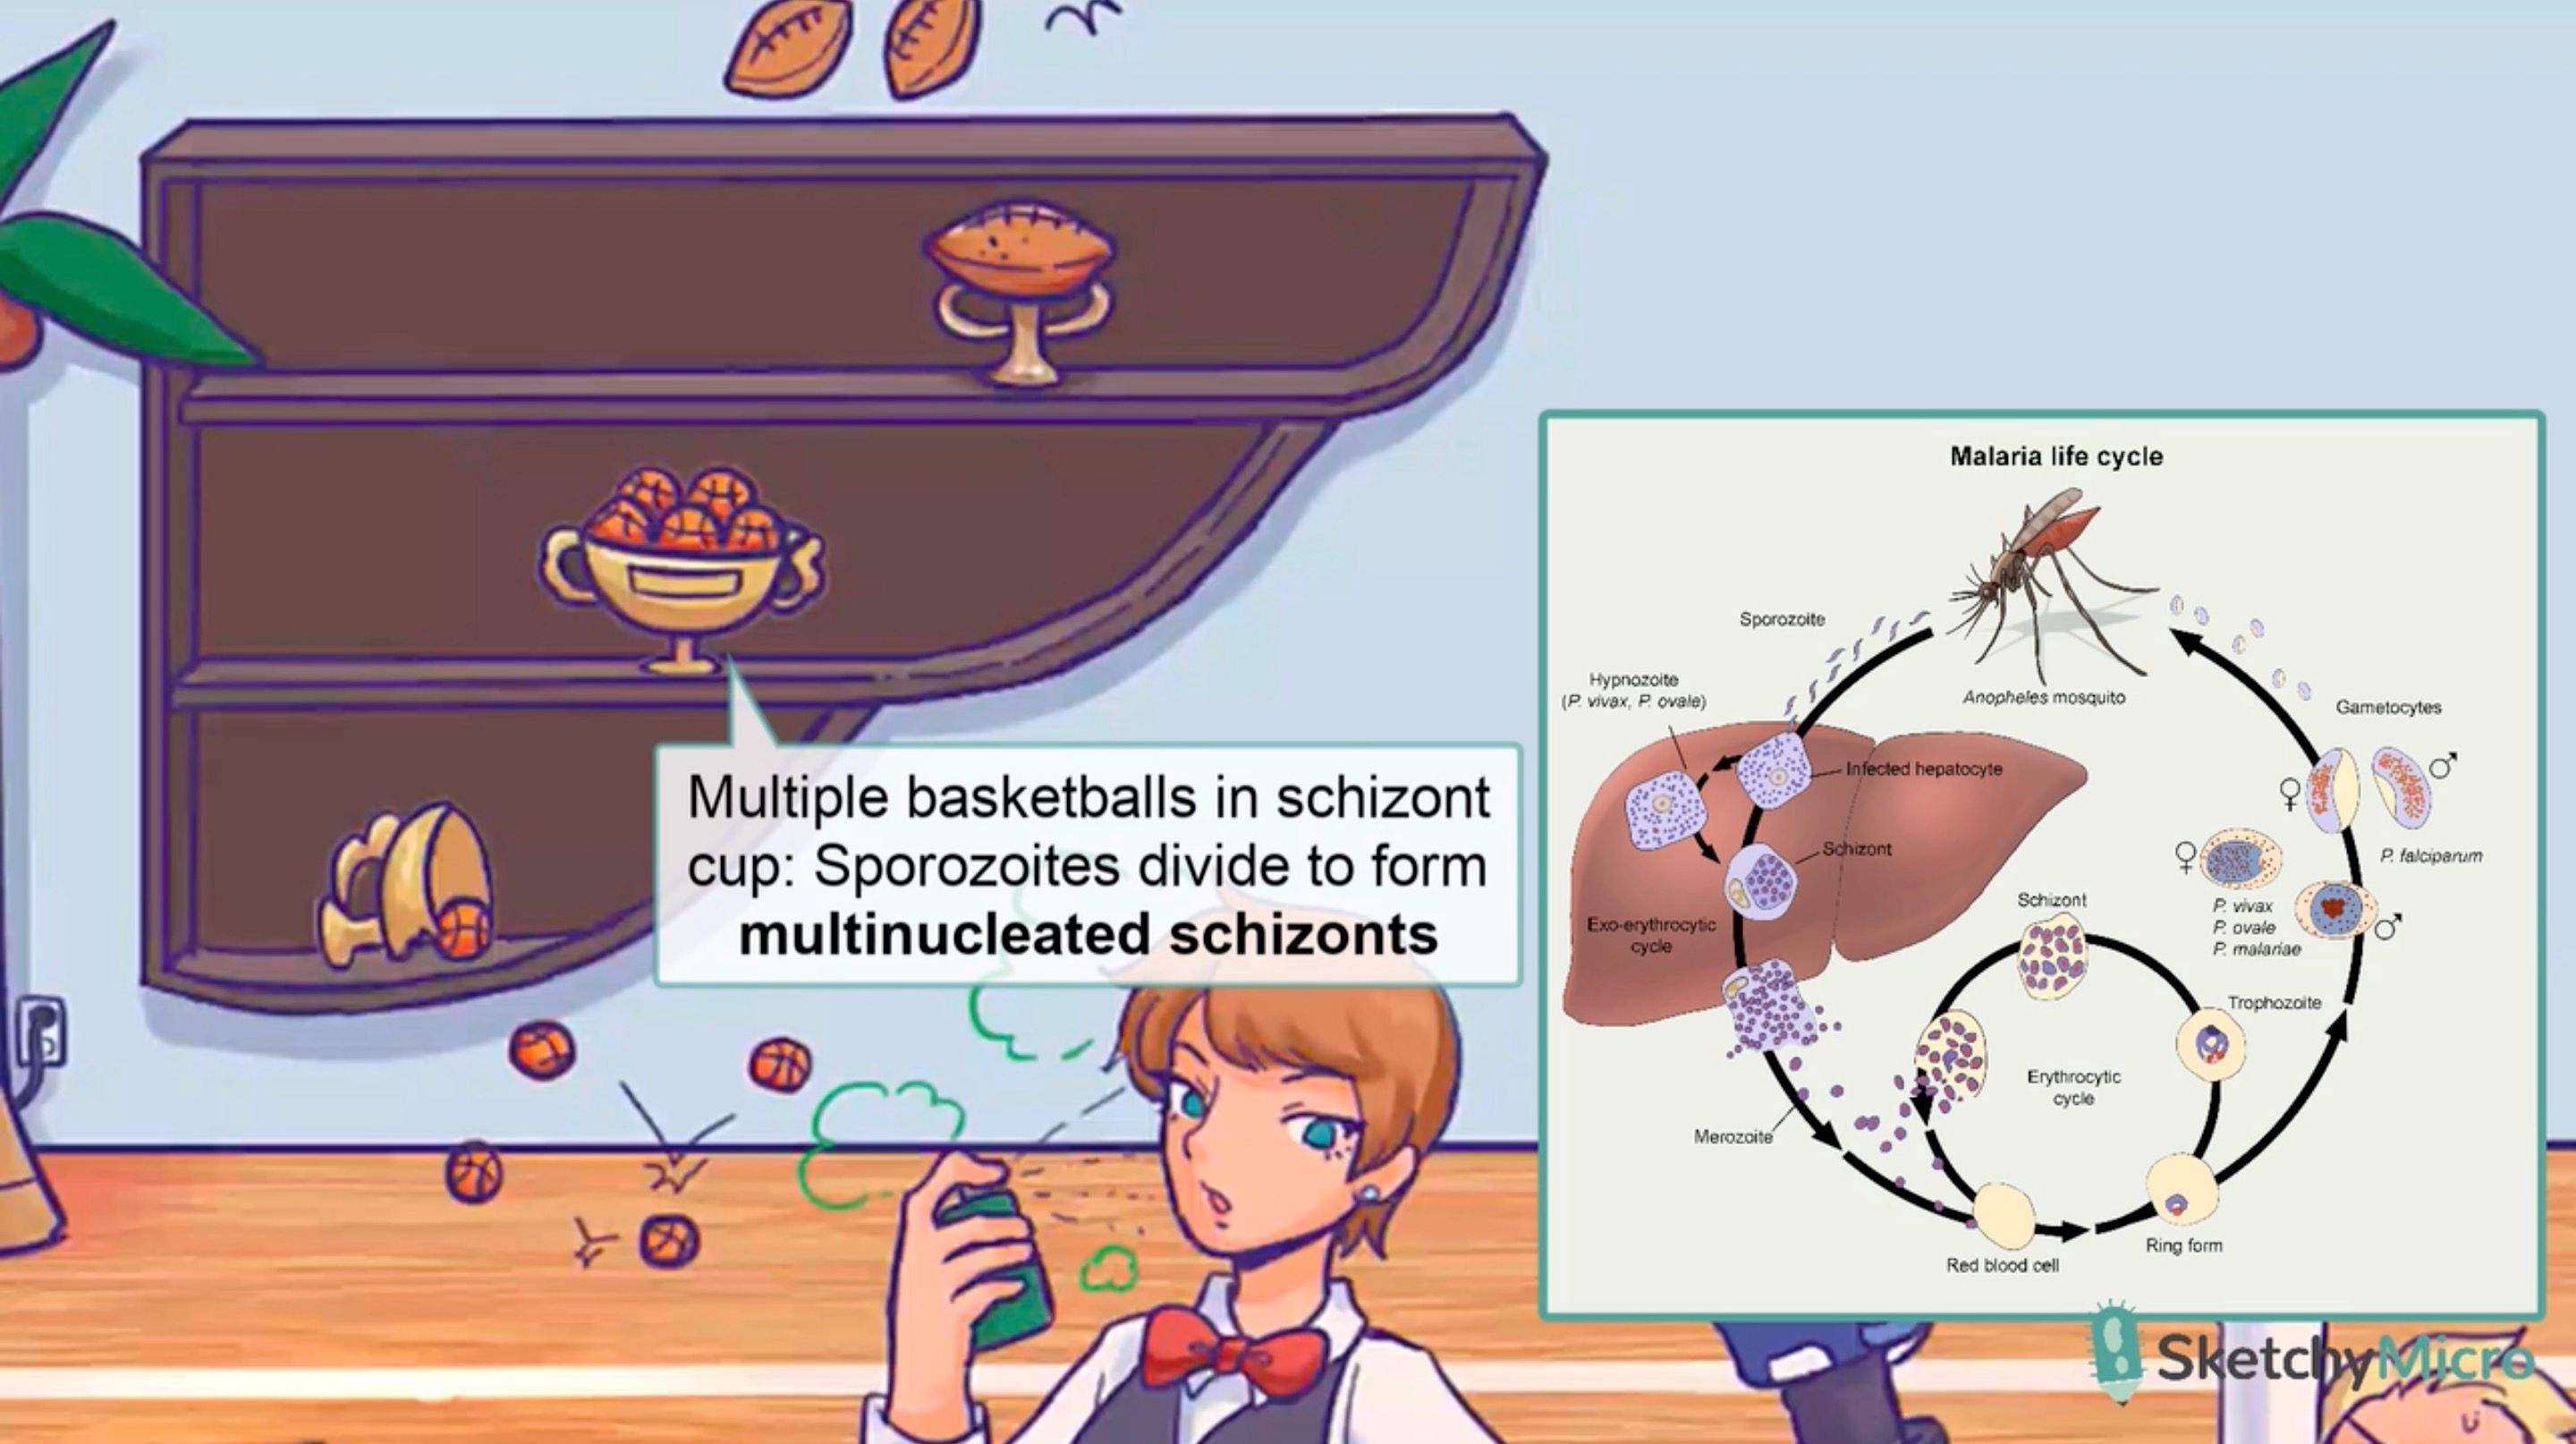 Multiple basketballs in schizont
cup: Sporozoites divide to form
multinucleated schizonts
Malaria life cycle
Sporozoite
Hypnozoite
(P. vivax, P. ovale)
Anopheles mosquito
Gametocytes
Infected hepatocyte
Schizont
Exo-erythrocytic
cycle
♀
♂
P. falciparum
♀
P. vivax
P. ovale
P. malariae
♂
Schizont
Trophozoite
Erythrocytic
cycle
Merozoite
Red blood cell
Ring form
SketchyMicro